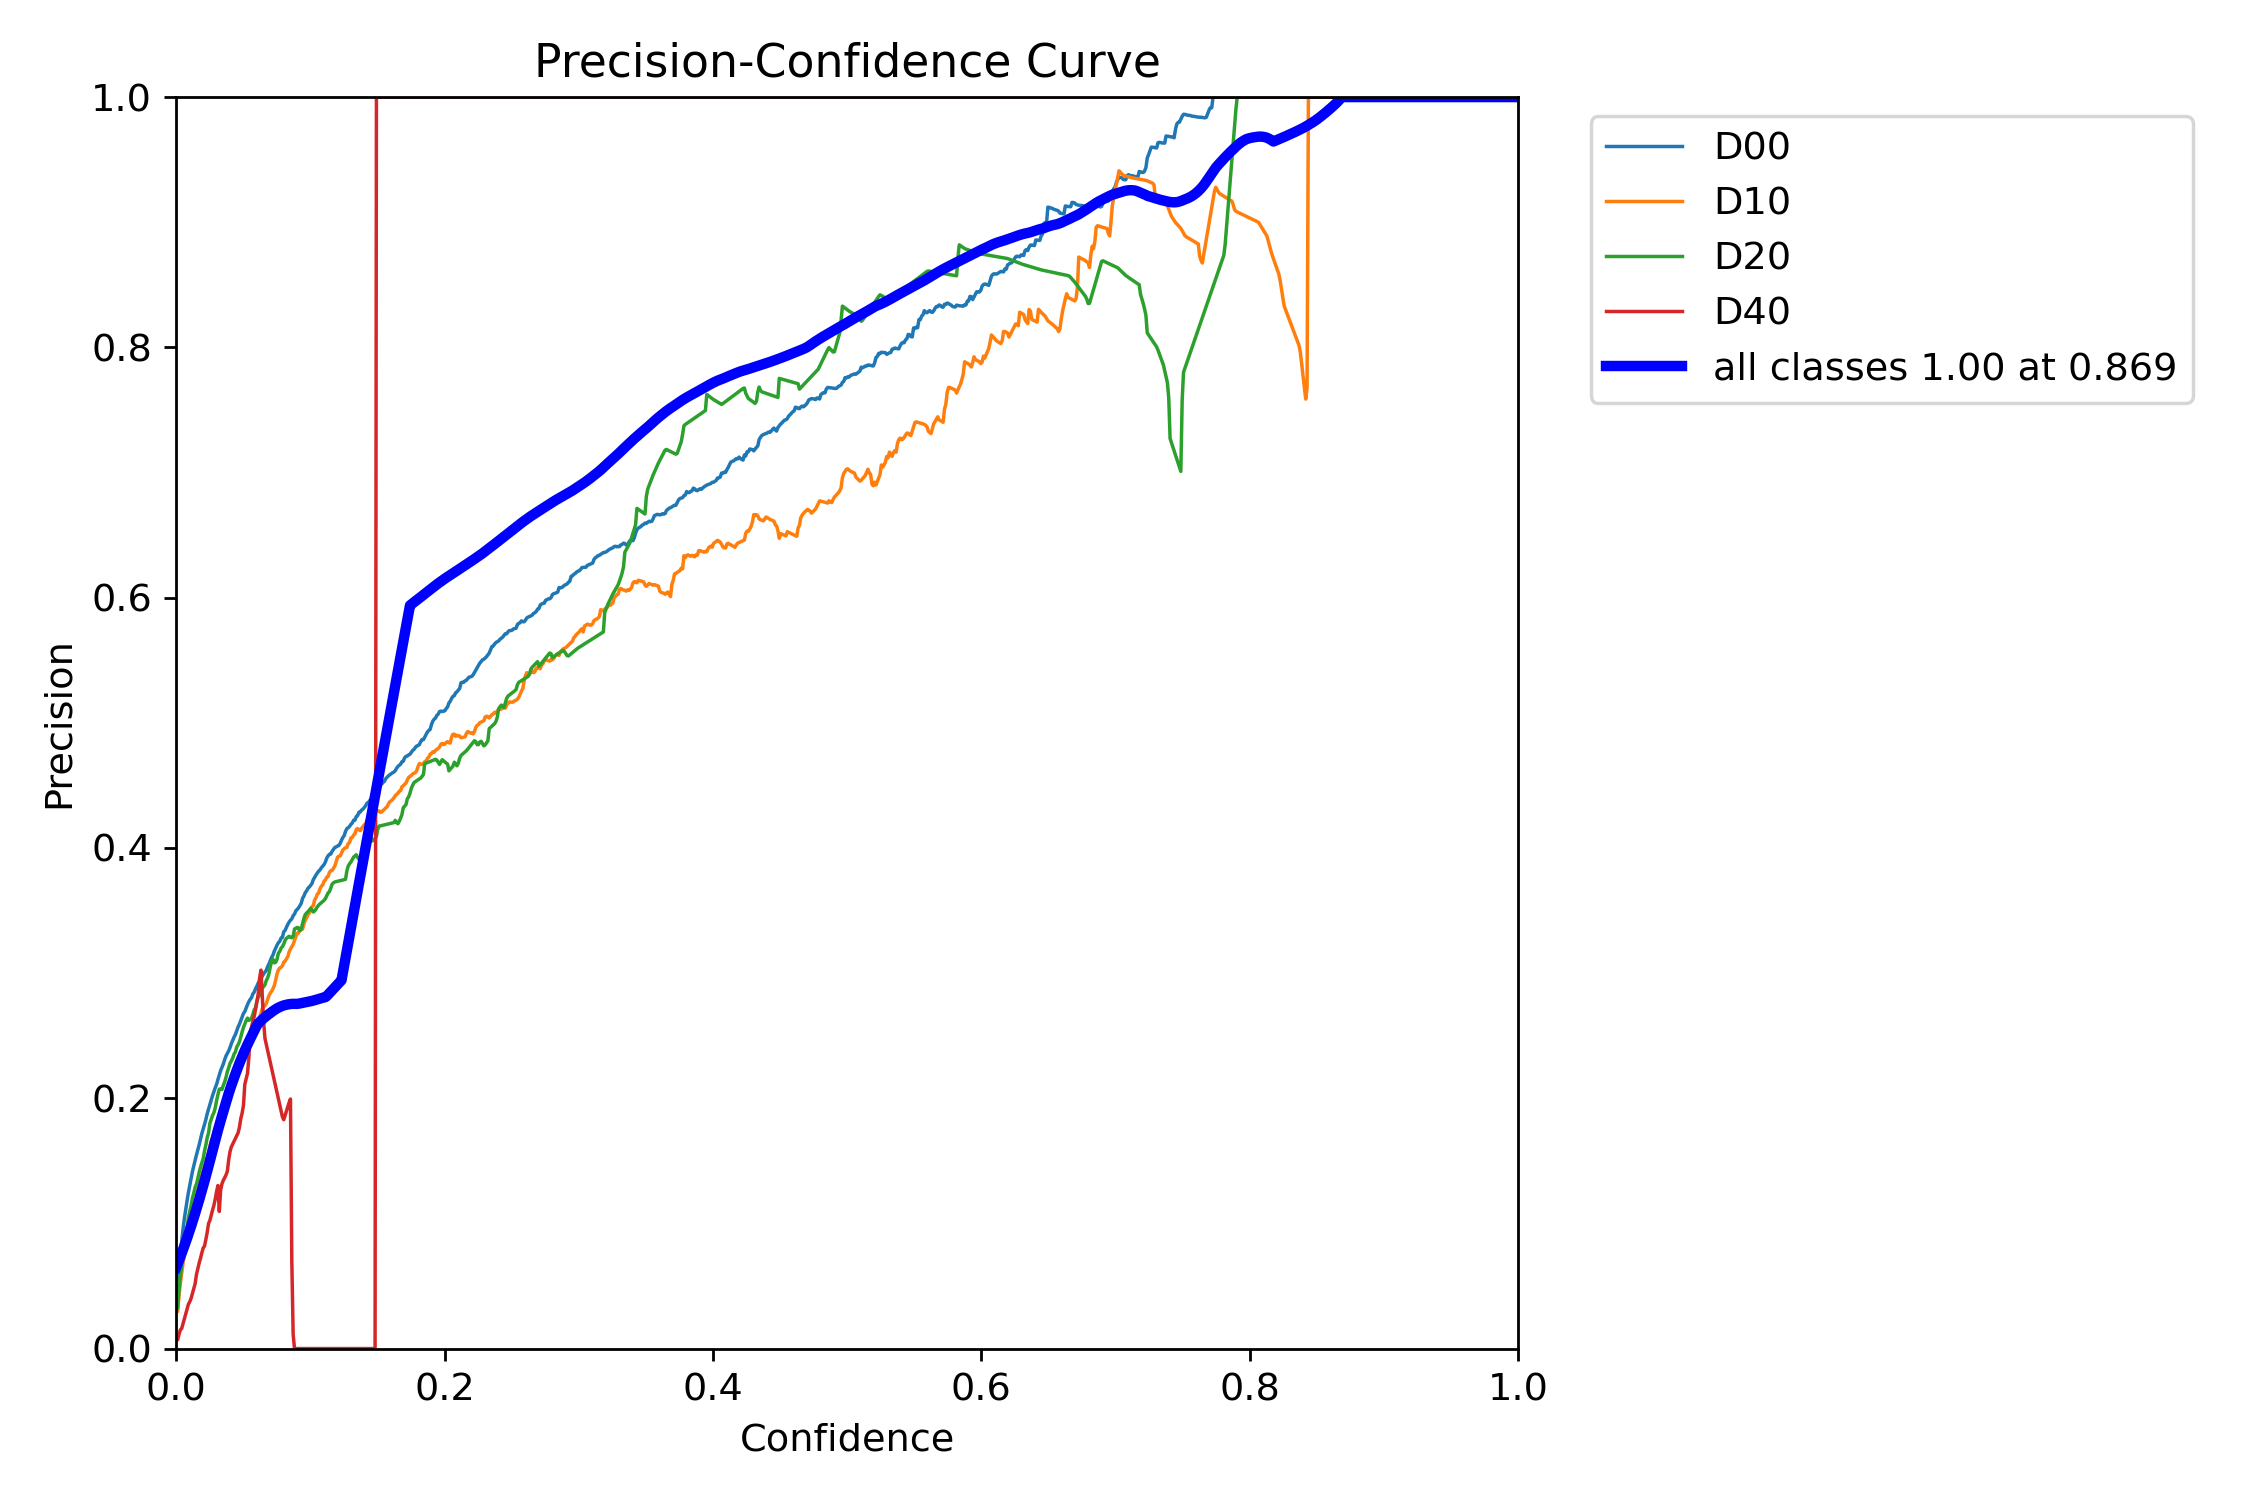 Precision-Confidence Curve
1.0
0.8
0.6
0.4
0.2
0.0
Precision
0.0 0.2 0.4 0.6 0.8 1.0
Confidence
D00
D10
D20
D40
all classes 1.00 at 0.869